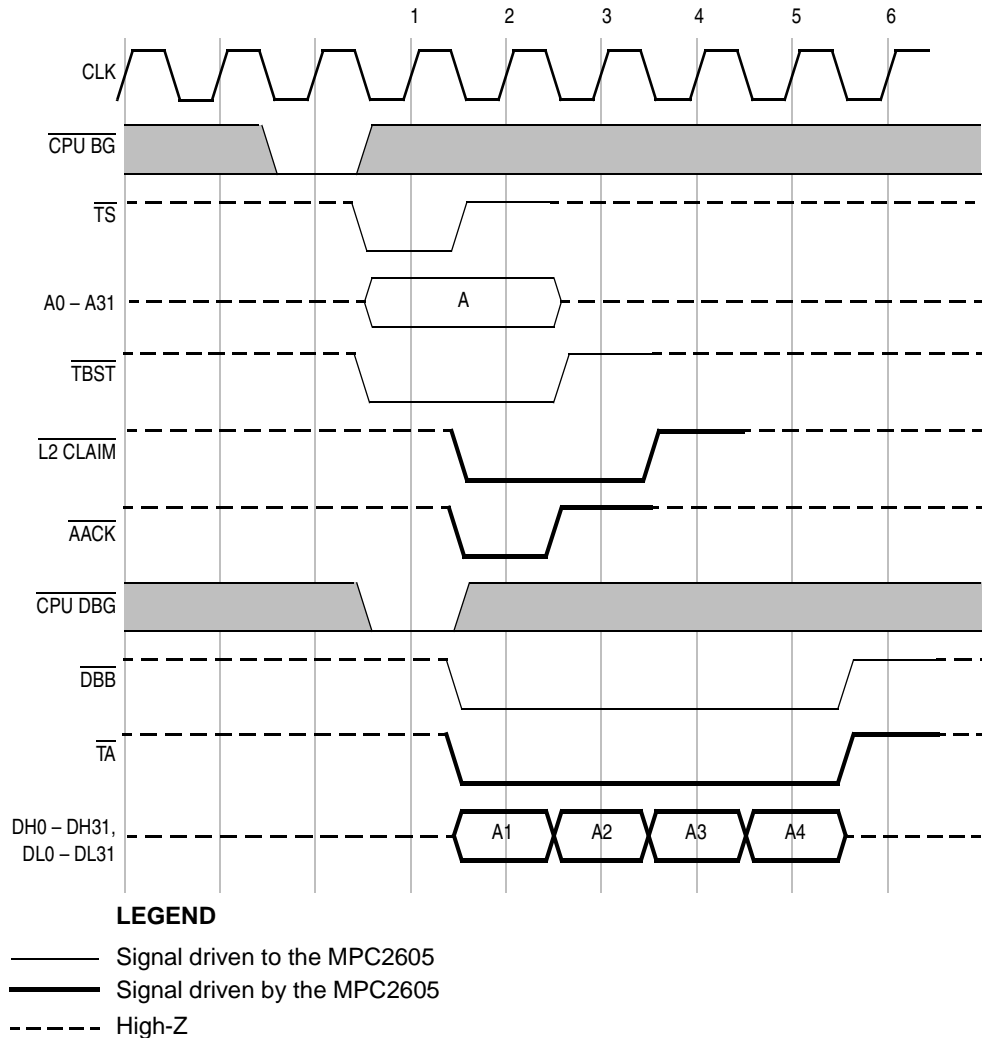 1 2 3 4 5 6
CLK
CPU BG
TS
A0 – A31
A
TBST
L2 CLAIM
AACK
CPU DBG
DBB
TA
DH0 – DH31,
DL0 – DL31
A1 A2 A3 A4
LEGEND
Signal driven to the MPC2605
Signal driven by the MPC2605
High-Z